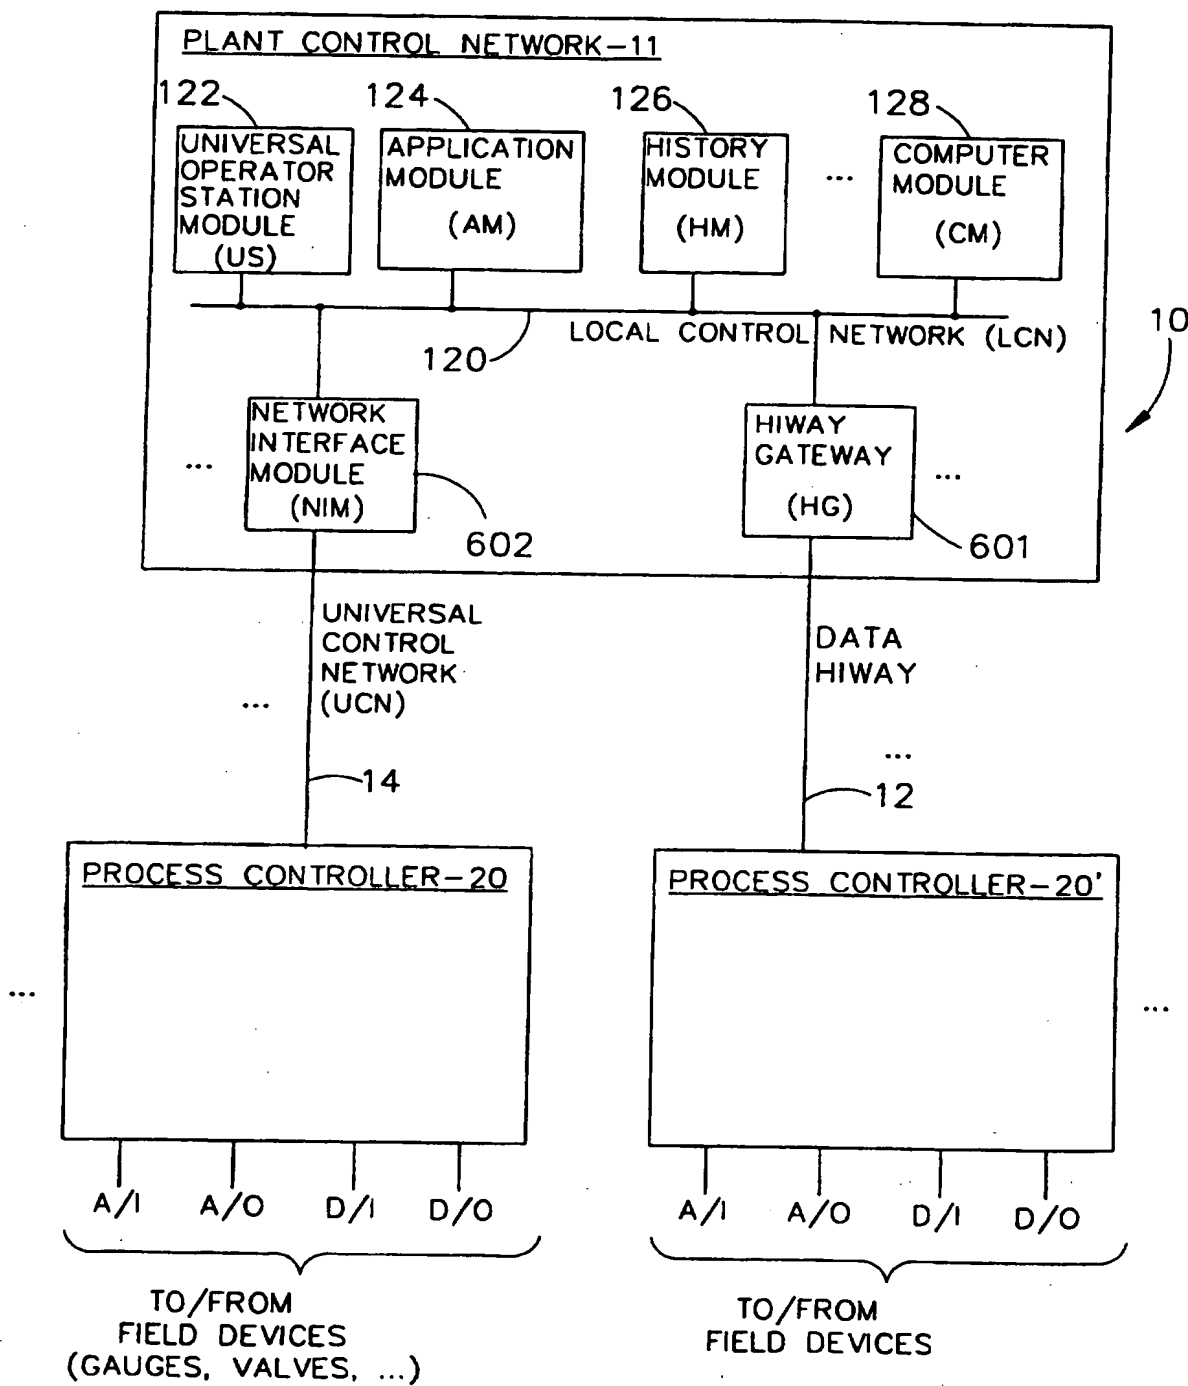 PLANT CONTROL NETWORK-11
122
124
126
128
UNIVERSAL
OPERATOR
STATION
MODULE
(US)
APPLICATION
MODULE
(AM)
HISTORY
MODULE
(HM)
...
COMPUTER
MODULE
(CM)
LOCAL CONTROL NETWORK (LCN)
120
10
...
NETWORK
INTERFACE
MODULE
(NIM)
602
HIWAY
GATEWAY
(HG)
...
601
UNIVERSAL
CONTROL
NETWORK
(UCN)
...
14
DATA
HIWAY
...
12
PROCESS CONTROLLER-20
PROCESS CONTROLLER-20'
...
...
A/I A/O D/I D/O
A/I A/O D/I D/O
TO/FROM
FIELD DEVICES
(GAUGES, VALVES, ...)
TO/FROM
FIELD DEVICES